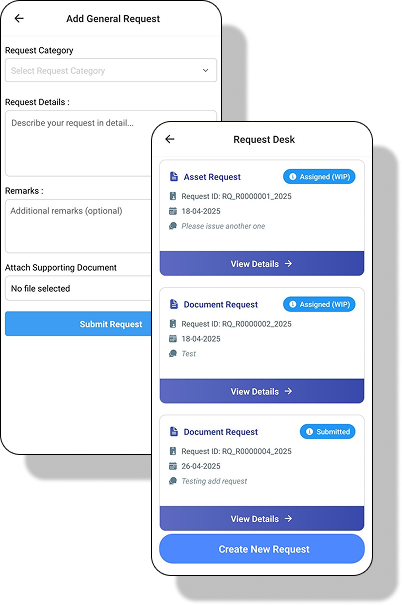 Add General Request
Request Category
Select Request Category
Request Details :
Describe your request in detail...
Remarks :
Additional remarks (optional)
Attach Supporting Document
No file selected
Submit Request
Request Desk
Asset Request
Assigned (WIP)
Request ID: RQ_R0000001_2025
18-04-2025
Please issue another one
View Details →
Document Request
Assigned (WIP)
Request ID: RQ_R0000002_2025
18-04-2025
Test
View Details →
Document Request
Submitted
Request ID: RQ_R0000004_2025
26-04-2025
Testing add request
View Details →
Create New Request